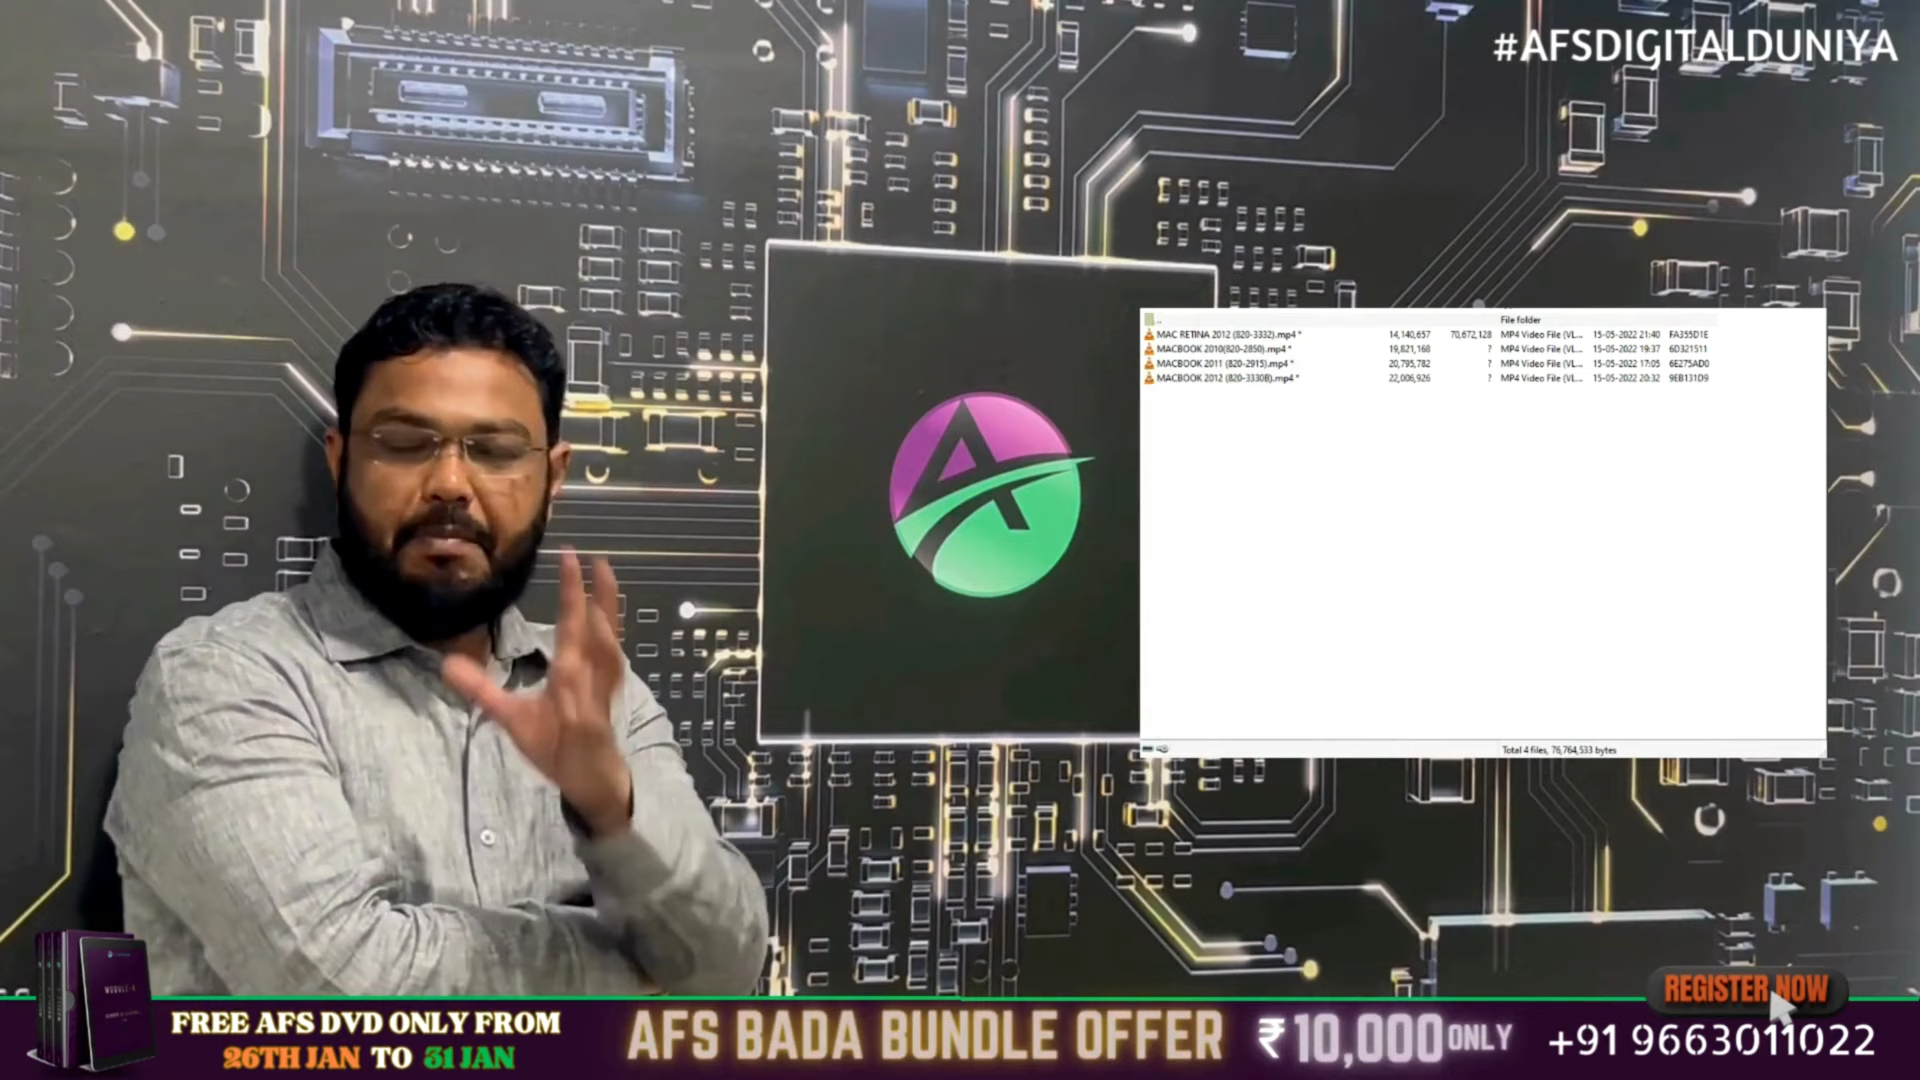 #AFSDIGITALDUNIYA
..
File folder
MAC RETINA 2012 (820-3332).mp4 * 14,140,657 70,672,128 MP4 Video File (VL... 15-05-2022 21:40 FA355D1E
MACBOOK 2010(820-2850).mp4 * 19,821,168 ? MP4 Video File (VL... 15-05-2022 19:37 6D321511
MACBOOK 2011 (820-2915).mp4 * 20,795,782 ? MP4 Video File (VL... 15-05-2022 17:05 6E275AD0
MACBOOK 2012 (820-3330B).mp4 * 22,006,926 ? MP4 Video File (VL... 15-05-2022 20:32 9EB131D9
Total 4 files, 76,764,533 bytes
REGISTER NOW
FREE AFS DVD ONLY FROM
26TH JAN TO 31 JAN
AFS BADA BUNDLE OFFER
₹10,000 ONLY
+91 9663011022